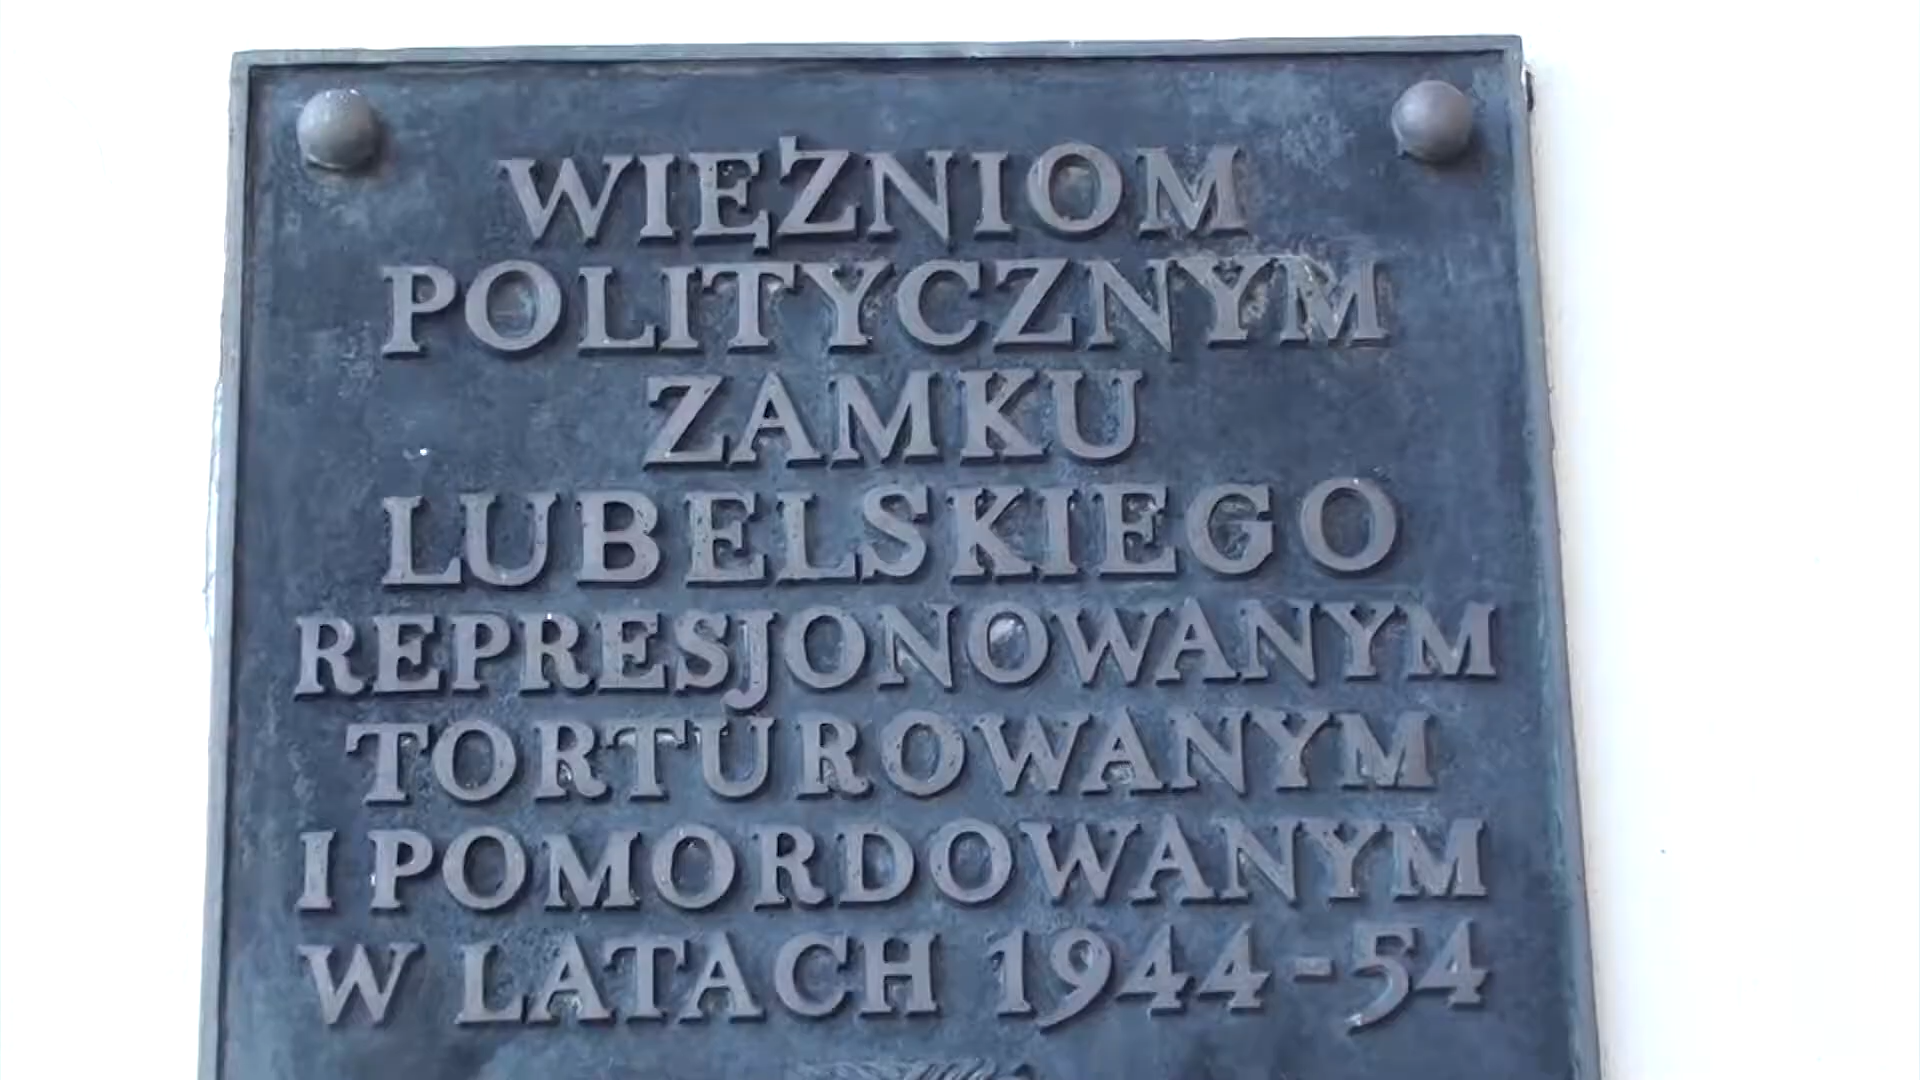 WIĘŹNIOM
POLITYCZNYM
ZAMKU
LUBELSKIEGO
REPRESJONOWANYM
TORTUROWANYM
I POMORDOWANYM
W LATACH 1944-54